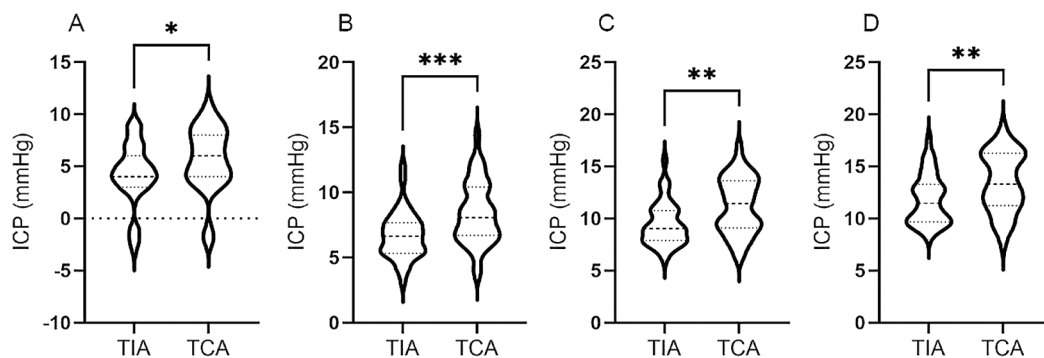 A
*
ICP (mmHg)
15
10
5
0
-5
-10
TIA TCA
B
***
ICP (mmHg)
20
15
10
5
0
TIA TCA
C
**
ICP (mmHg)
25
20
15
10
5
0
TIA TCA
D
**
ICP (mmHg)
25
20
15
10
5
0
TIA TCA